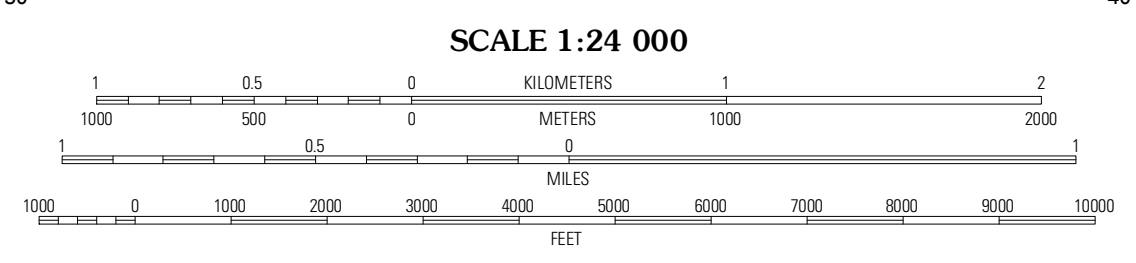 SCALE 1:24 000
1 0.5 0 KILOMETERS 1 2
1000 500 0 METERS 1000 2000
1 0.5 0 1
MILES
1000 0 1000 2000 3000 4000 5000 6000 7000 8000 9000 10000
FEET